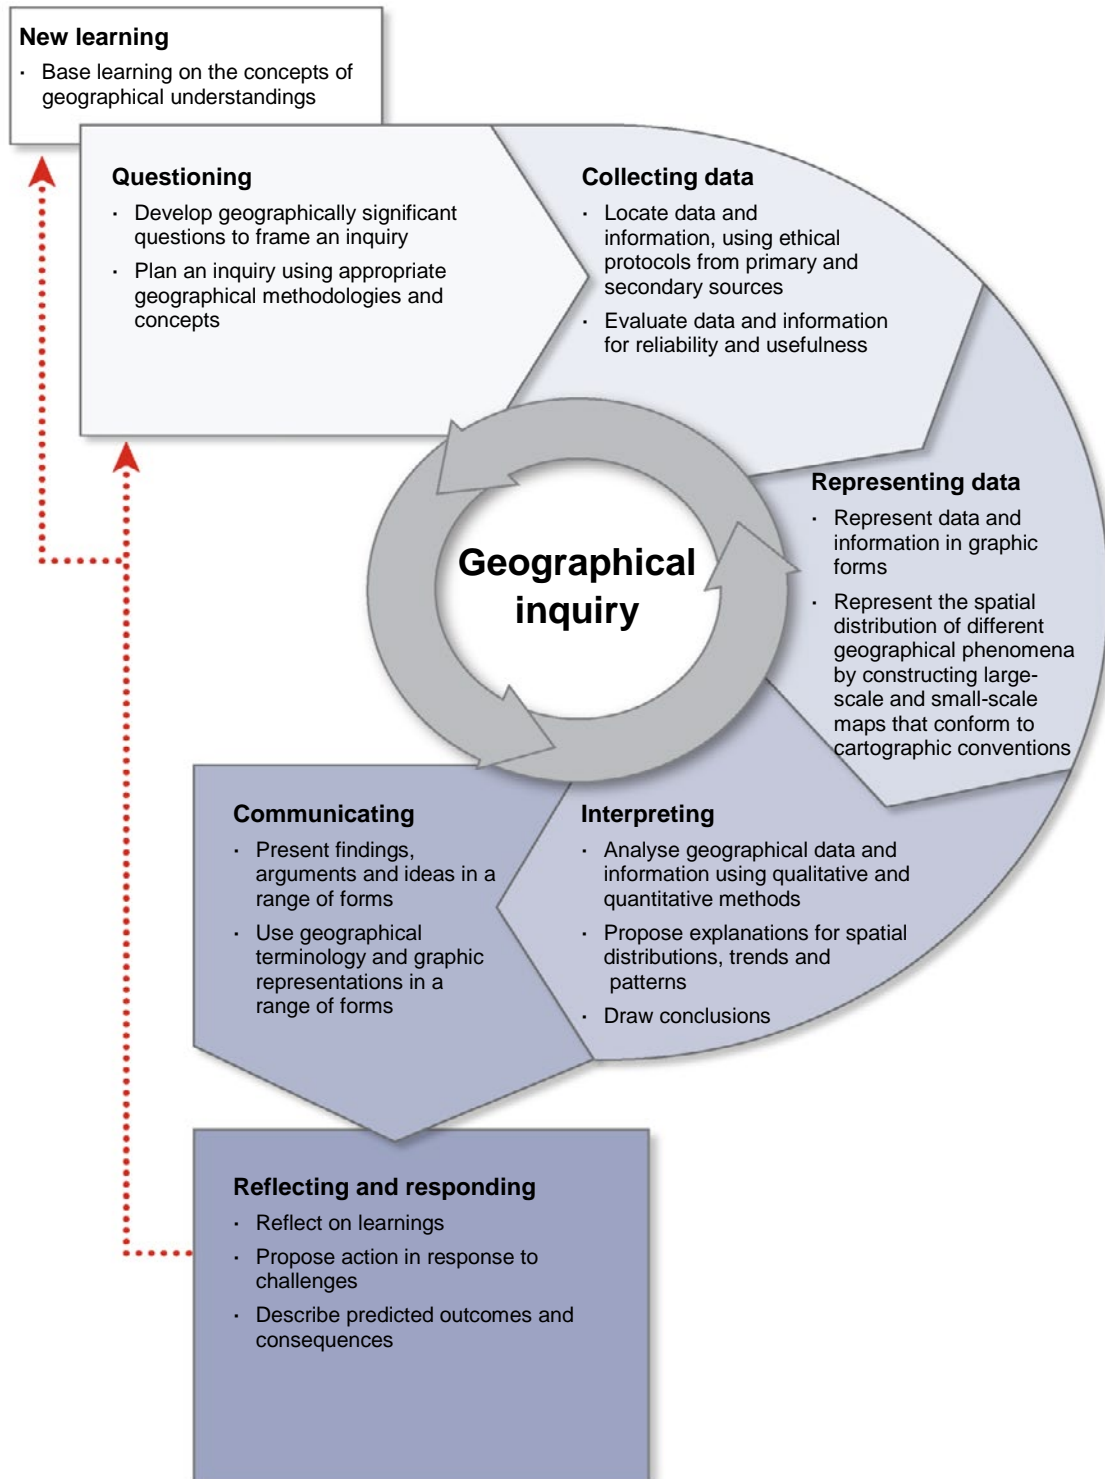 New learning
· Base learning on the concepts of
geographical understandings
Questioning
· Develop geographically significant
questions to frame an inquiry
· Plan an inquiry using appropriate
geographical methodologies and
concepts
Collecting data
· Locate data and
information, using ethical
protocols from primary and
secondary sources
· Evaluate data and information
for reliability and usefulness
Representing data
· Represent data and
information in graphic
forms
· Represent the spatial
distribution of different
geographical phenomena
by constructing large-
scale and small-scale
maps that conform to
cartographic conventions
Geographical
inquiry
Interpreting
· Analyse geographical data and
information using qualitative and
quantitative methods
· Propose explanations for spatial
distributions, trends and
patterns
· Draw conclusions
Communicating
· Present findings,
arguments and ideas in a
range of forms
· Use geographical
terminology and graphic
representations in a
range of forms
Reflecting and responding
· Reflect on learnings
· Propose action in response to
challenges
· Describe predicted outcomes and
consequences